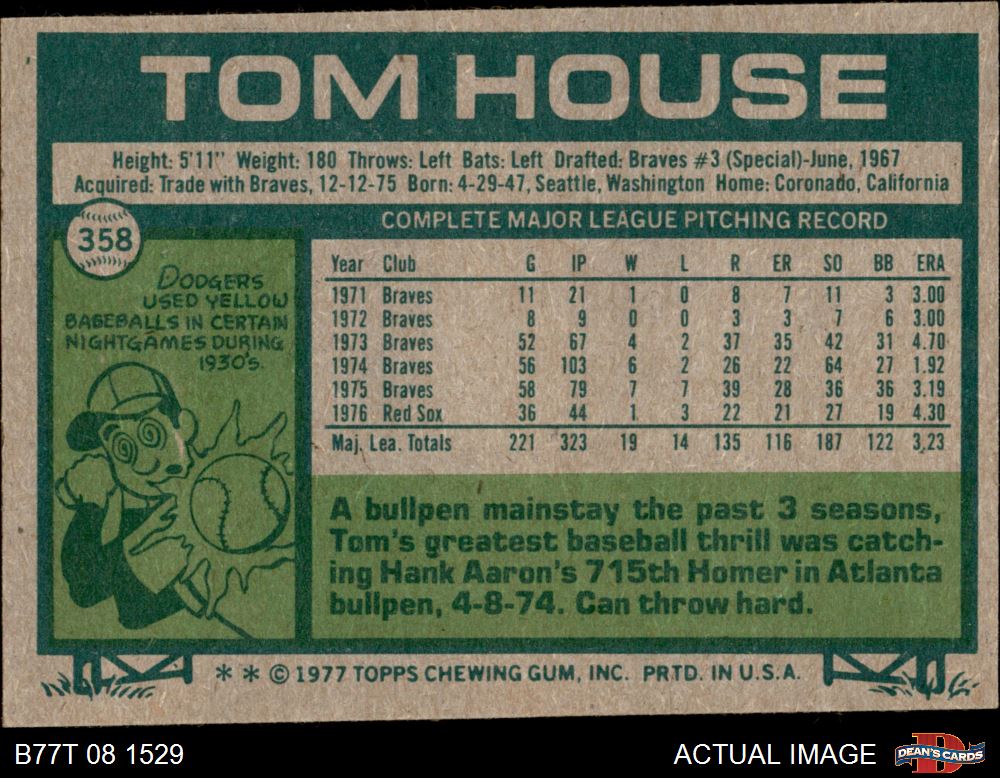 TOM HOUSE
Height: 5'11" Weight: 180 Throws: Left Bats: Left Drafted: Braves #3 (Special)-June, 1967
Acquired: Trade with Braves, 12-12-75 Born: 4-29-47, Seattle, Washington Home: Coronado, California
358
DODGERS
USED YELLOW
BASEBALLS IN CERTAIN
NIGHTGAMES DURING
1930's.
COMPLETE MAJOR LEAGUE PITCHING RECORD
Year Club G IP W L R ER SO BB ERA
1971 Braves 11 21 1 0 8 7 11 3 3.00
1972 Braves 8 9 0 0 3 3 7 6 3.00
1973 Braves 52 67 4 2 37 35 42 31 4.70
1974 Braves 56 103 6 2 26 22 64 27 1.92
1975 Braves 58 79 7 7 39 28 36 36 3.19
1976 Red Sox 36 44 1 3 22 21 27 19 4.30
Maj. Lea. Totals 221 323 19 14 135 116 187 122 3.23
A bullpen mainstay the past 3 seasons,
Tom's greatest baseball thrill was catch-
ing Hank Aaron's 715th Homer in Atlanta
bullpen, 4-8-74. Can throw hard.
* * © 1977 TOPPS CHEWING GUM, INC. PRTD. IN U.S.A.
B77T 08 1529
ACTUAL IMAGE
D
DEAN'S CARDS